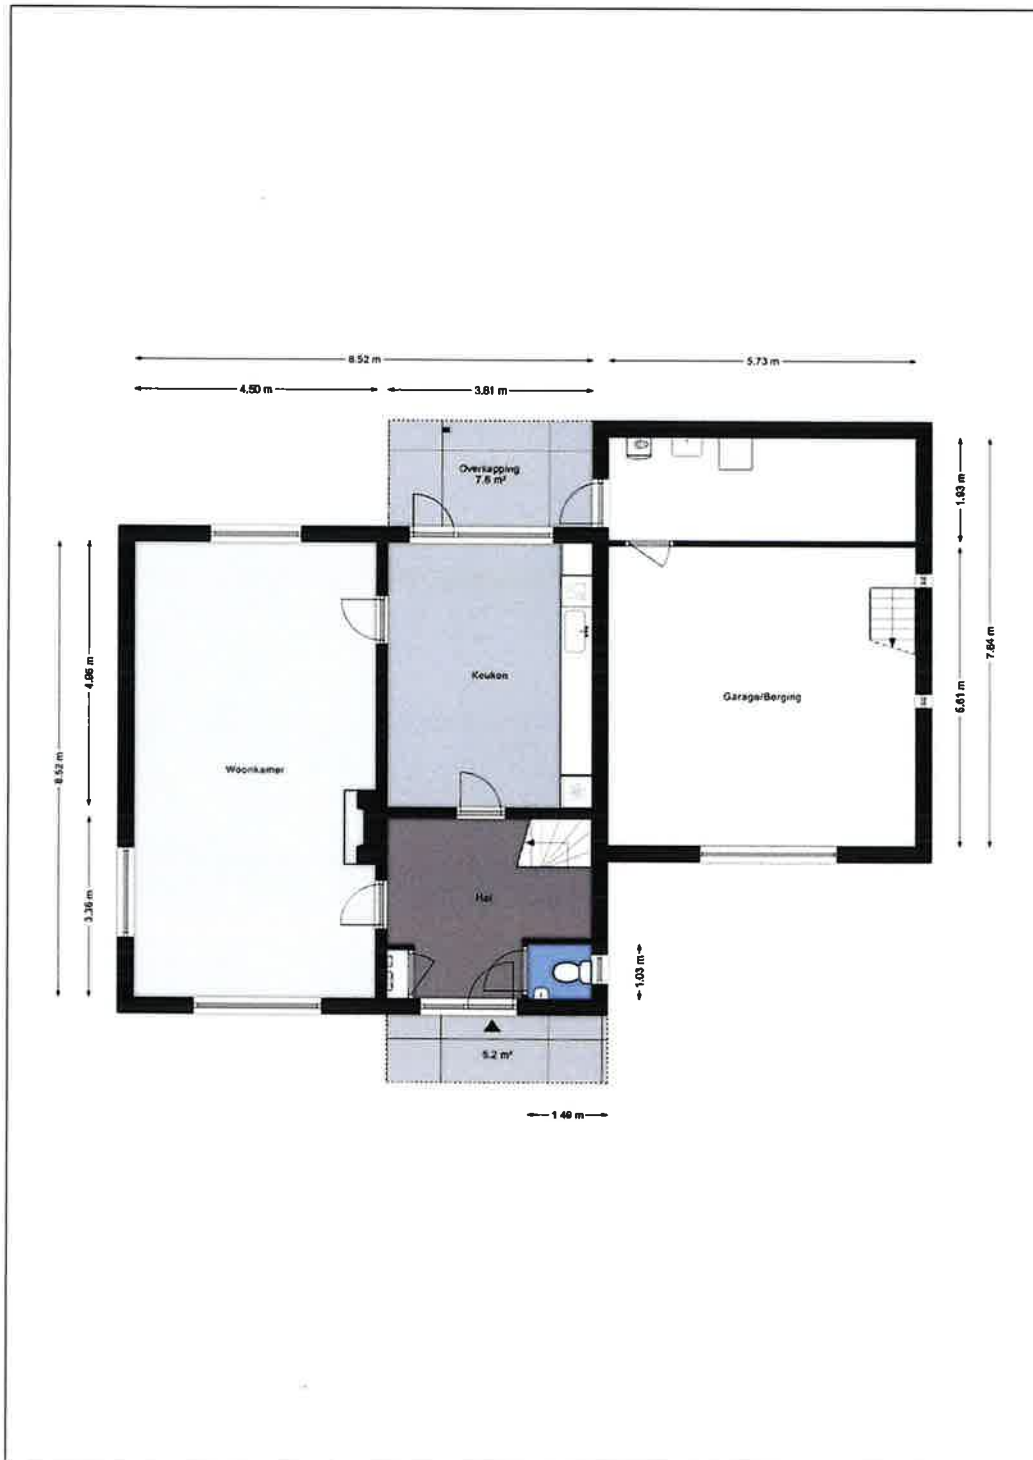 8.52 m
5.73 m
4.50 m
3.81 m
Overkapping
7.6 m²
1.93 m
4.95 m
7.64 m
Keuken
5.61 m
Garage/Berging
8.52 m
Woonkamer
3.36 m
Hal
1.03 m
5.2 m²
1.49 m